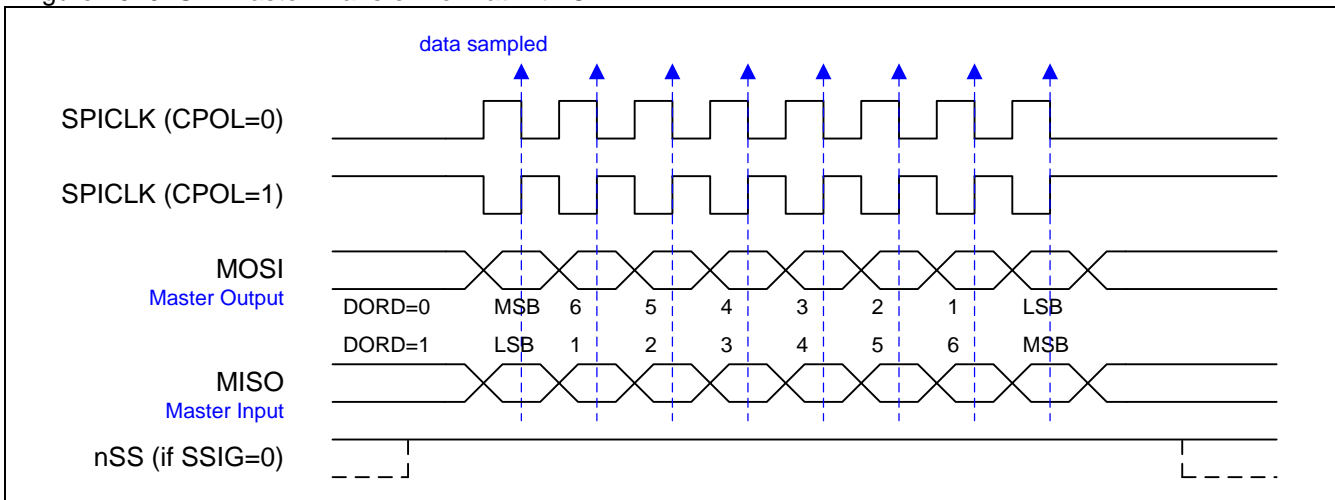 data sampled
SPICLK (CPOL=0)
SPICLK (CPOL=1)
MOSI
Master Output
DORD=0 MSB 6 5 4 3 2 1 LSB
DORD=1 LSB 1 2 3 4 5 6 MSB
MISO
Master Input
nSS (if SSIG=0)